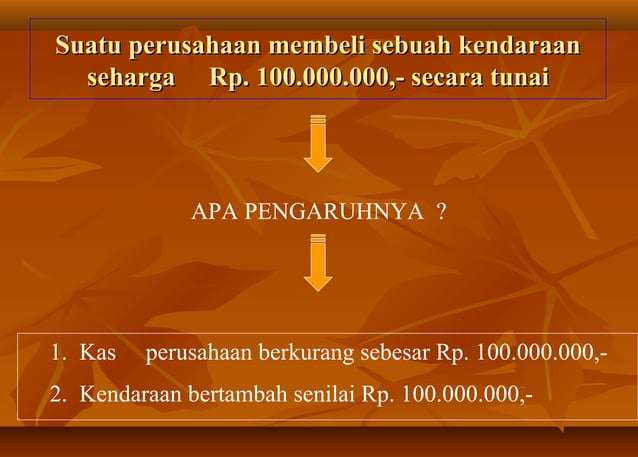 Suatu perusahaan membeli sebuah kendaraan
seharga Rp. 100.000.000,- secara tunai
APA PENGARUHNYA ?
1. Kas perusahaan berkurang sebesar Rp. 100.000.000,-
2. Kendaraan bertambah senilai Rp. 100.000.000,-